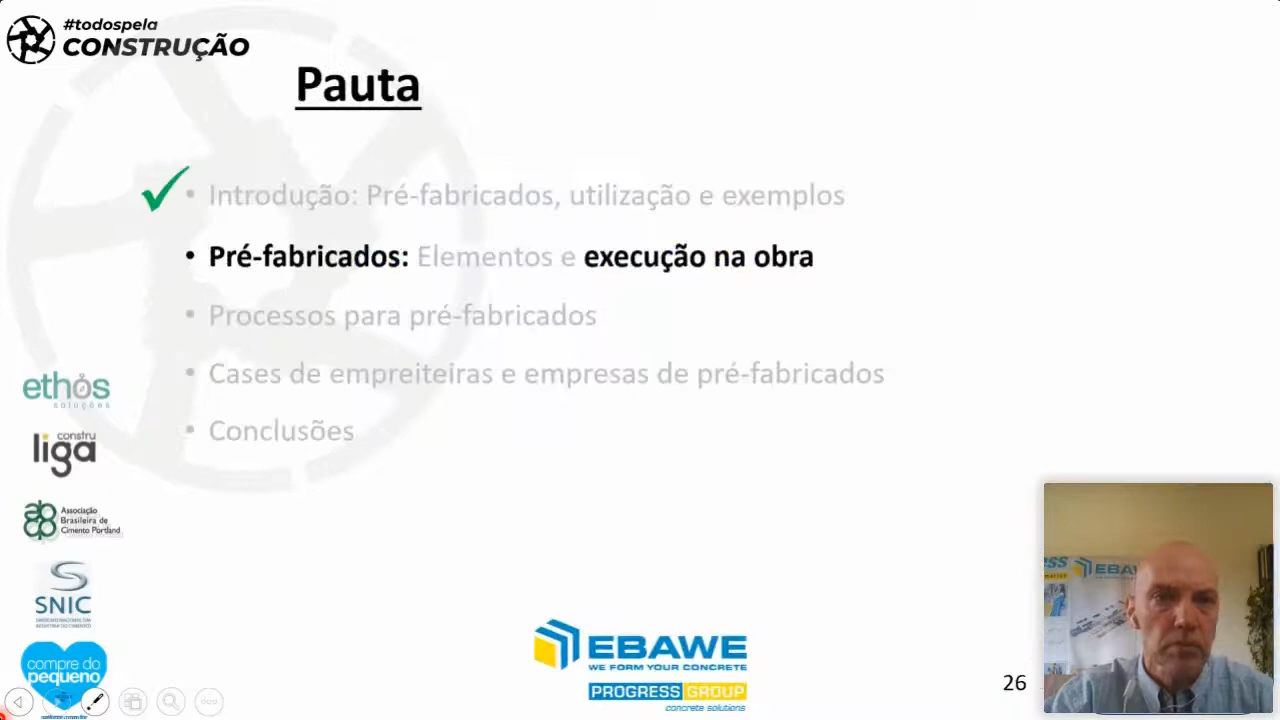 #todospela
CONSTRUÇÃO
Pauta
• Introdução: Pré-fabricados, utilização e exemplos
• Pré-fabricados: Elementos e execução na obra
• Processos para pré-fabricados
• Cases de empreiteiras e empresas de pré-fabricados
• Conclusões
ethos
soluções
constru
liga
Associação
Brasileira de
Cimento Portland
SNIC
compre do
pequeno
EBAWE
WE FORM YOUR CONCRETE
PROGRESS GROUP
concrete solutions
26
EBAW